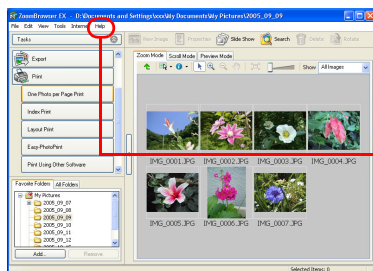 ZoomBrowser EX - D:\Documents and Settings\xxx\My Documents\My Pictures\2005_09_09
File Edit View Tools Internet Help
Tasks
View Image Properties Slide Show Search Delete Rotate
Zoom Mode Scroll Mode Preview Mode
Show All Images
Export
Print
One Photo per Page Print
Index Print
Layout Print
Easy-PhotoPrint
Print Using Other Software
IMG_0001.JPG IMG_0002.JPG IMG_0003.JPG IMG_0004.JPG
IMG_0005.JPG IMG_0006.JPG IMG_0007.JPG
Favorite Folders All Folders
My Pictures
2005_09_07
2005_09_08
2005_09_09
2005_09_10
2005_09_11
2005_09_12
Add... Remove
Selected Items: 0